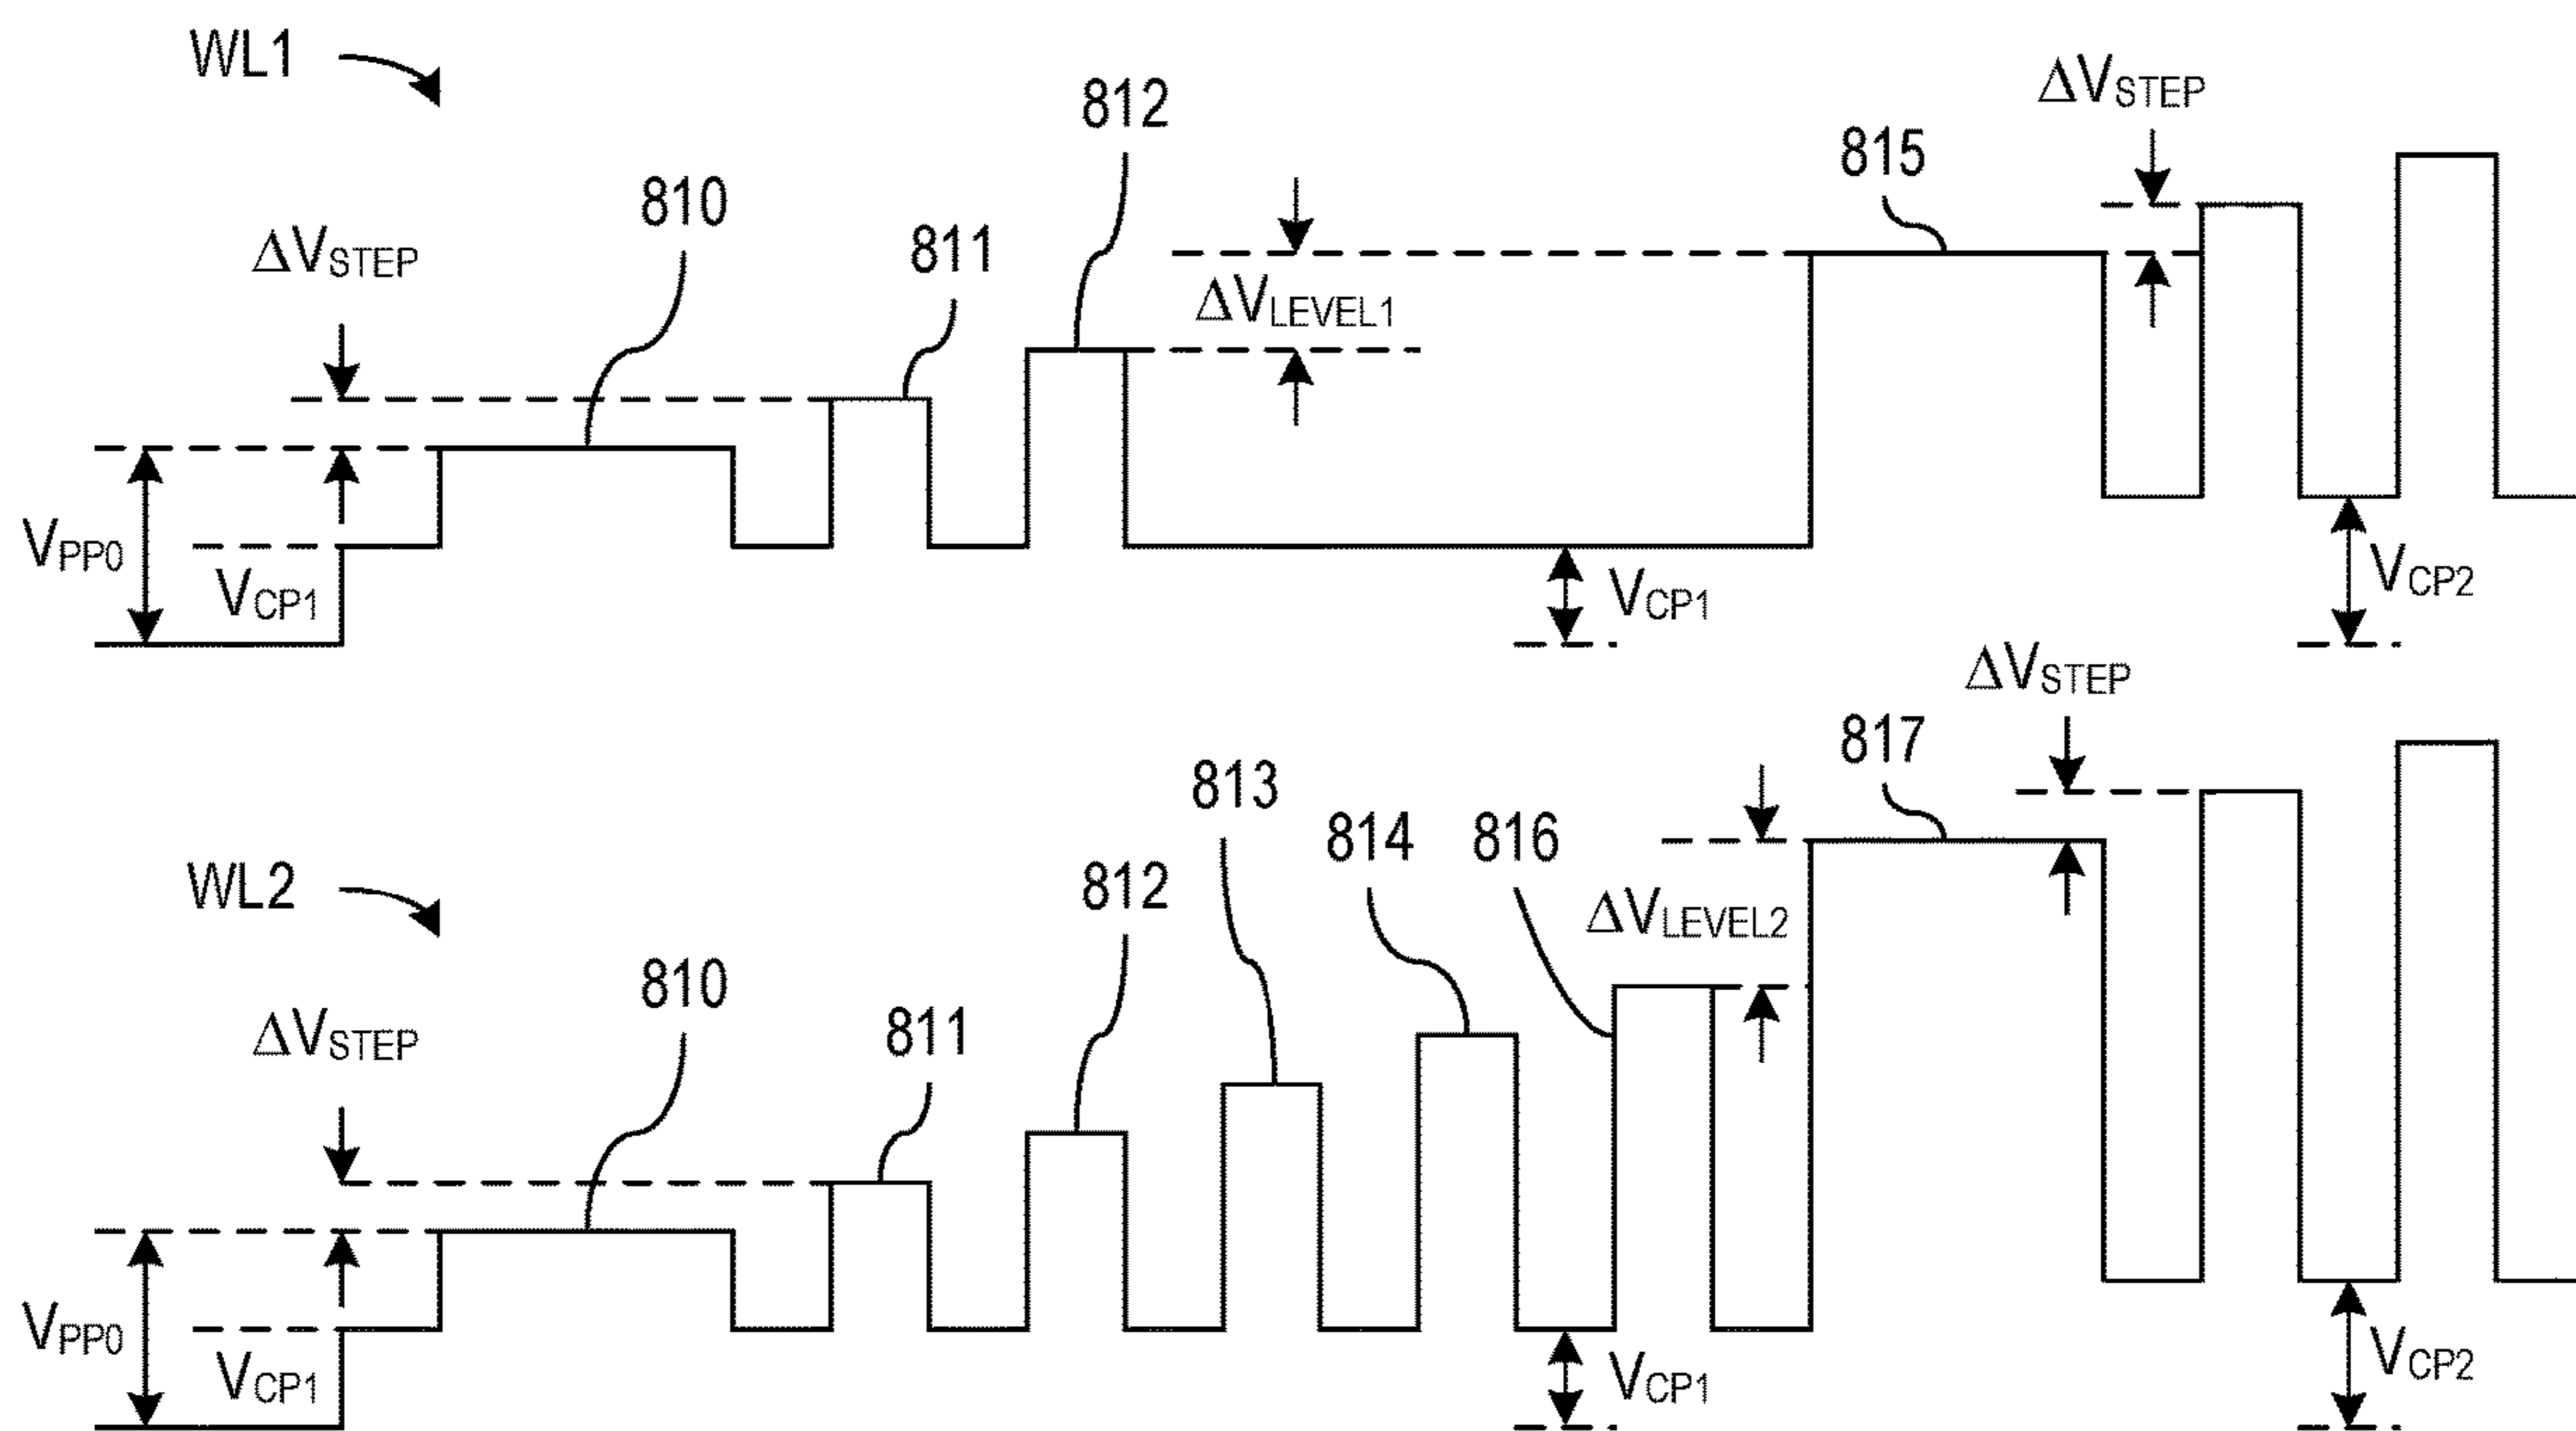 WL1
812
ΔVSTEP
815
810
811
ΔVSTEP
ΔVLEVEL1
VPP0
VCP1
VCP1
VCP2
ΔVSTEP
817
813
814
816
WL2
812
ΔVLEVEL2
810
811
ΔVSTEP
VPP0
VCP1
VCP1
VCP2